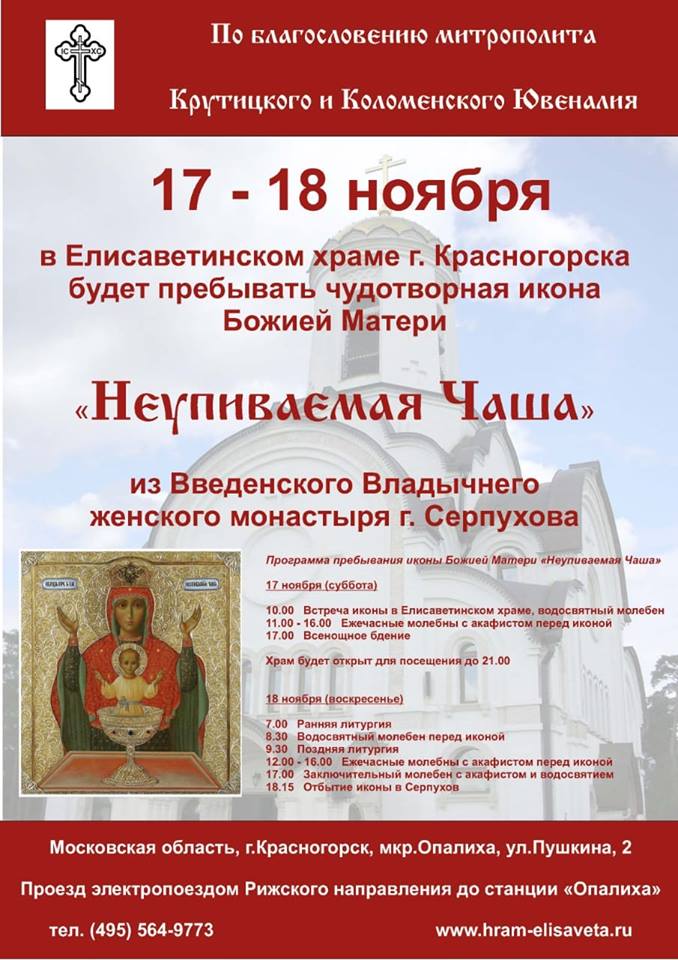 IC XC
По благословению митрополита
Крутицкого и Коломенского Ювеналия
17 - 18 ноября
в Елисаветинском храме г. Красногорска
будет пребывать чудотворная икона
Божией Матери
«Неупиваемая Чаша»
из Введенского Владычнего
женского монастыря г. Серпухова
Программа пребывания иконы Божией Матери «Неупиваемая Чаша»
17 ноября (суббота)
10.00 Встреча иконы в Елисаветинском храме, водосвятный молебен
11.00 - 16.00 Ежечасные молебны с акафистом перед иконой
17.00 Всенощное бдение
Храм будет открыт для посещения до 21.00
18 ноября (воскресенье)
7.00 Ранняя литургия
8.30 Водосвятный молебен перед иконой
9.30 Поздняя литургия
12.00 - 16.00 Ежечасные молебны с акафистом перед иконой
17.00 Заключительный молебен с акафистом и водосвятием
18.15 Отбытие иконы в Серпухов
Московская область, г.Красногорск, мкр.Опалиха, ул.Пушкина, 2
Проезд электропоездом Рижского направления до станции «Опалиха»
тел. (495) 564-9773 www.hram-elisaveta.ru